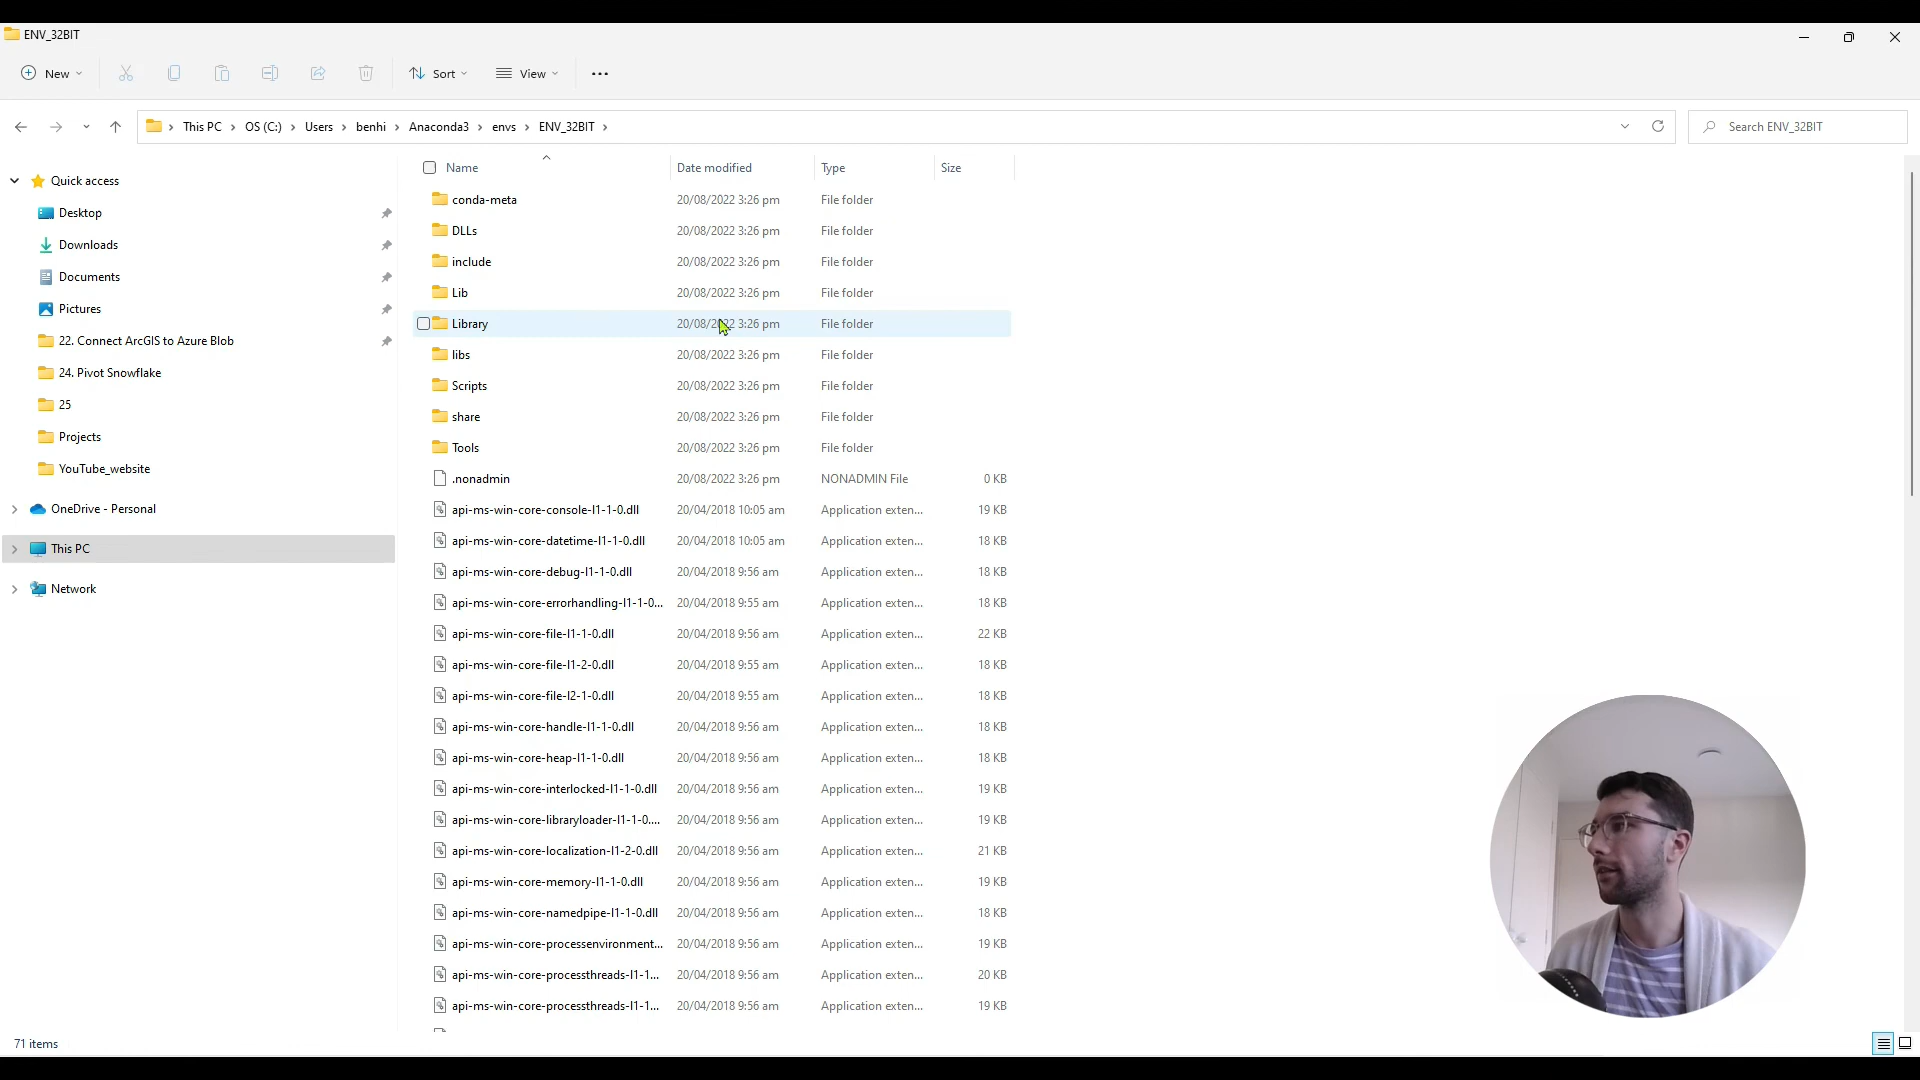 ENV_32BIT
New
Sort
View
This PC
OS (C:)
Users
benhi
Anaconda3
envs
ENV_32BIT
Search ENV_32BIT
Quick access
Desktop
Downloads
Documents
Pictures
22. Connect ArcGIS to Azure Blob
24. Pivot Snowflake
25
Projects
YouTube_website
OneDrive - Personal
This PC
Network
Name Date modified Type Size
conda-meta 20/08/2022 3:26 pm File folder
DLLs 20/08/2022 3:26 pm File folder
include 20/08/2022 3:26 pm File folder
Lib 20/08/2022 3:26 pm File folder
Library 20/08/2022 3:26 pm File folder
libs 20/08/2022 3:26 pm File folder
Scripts 20/08/2022 3:26 pm File folder
share 20/08/2022 3:26 pm File folder
Tools 20/08/2022 3:26 pm File folder
.nonadmin 20/08/2022 3:26 pm NONADMIN File 0 KB
api-ms-win-core-console-l1-1-0.dll 20/04/2018 10:05 am Application exten... 19 KB
api-ms-win-core-datetime-l1-1-0.dll 20/04/2018 10:05 am Application exten... 18 KB
api-ms-win-core-debug-l1-1-0.dll 20/04/2018 9:56 am Application exten... 18 KB
api-ms-win-core-errorhandling-l1-1-0... 20/04/2018 9:55 am Application exten... 18 KB
api-ms-win-core-file-l1-1-0.dll 20/04/2018 9:56 am Application exten... 22 KB
api-ms-win-core-file-l1-2-0.dll 20/04/2018 9:55 am Application exten... 18 KB
api-ms-win-core-file-l2-1-0.dll 20/04/2018 9:55 am Application exten... 18 KB
api-ms-win-core-handle-l1-1-0.dll 20/04/2018 9:56 am Application exten... 18 KB
api-ms-win-core-heap-l1-1-0.dll 20/04/2018 9:56 am Application exten... 18 KB
api-ms-win-core-interlocked-l1-1-0.dll 20/04/2018 9:56 am Application exten... 19 KB
api-ms-win-core-libraryloader-l1-1-0.... 20/04/2018 9:56 am Application exten... 19 KB
api-ms-win-core-localization-l1-2-0.dll 20/04/2018 9:56 am Application exten... 21 KB
api-ms-win-core-memory-l1-1-0.dll 20/04/2018 9:56 am Application exten... 19 KB
api-ms-win-core-namedpipe-l1-1-0.dll 20/04/2018 9:56 am Application exten... 18 KB
api-ms-win-core-processenvironment... 20/04/2018 9:56 am Application exten... 19 KB
api-ms-win-core-processthreads-l1-1... 20/04/2018 9:56 am Application exten... 20 KB
api-ms-win-core-processthreads-l1-1... 20/04/2018 9:56 am Application exten... 19 KB
71 items